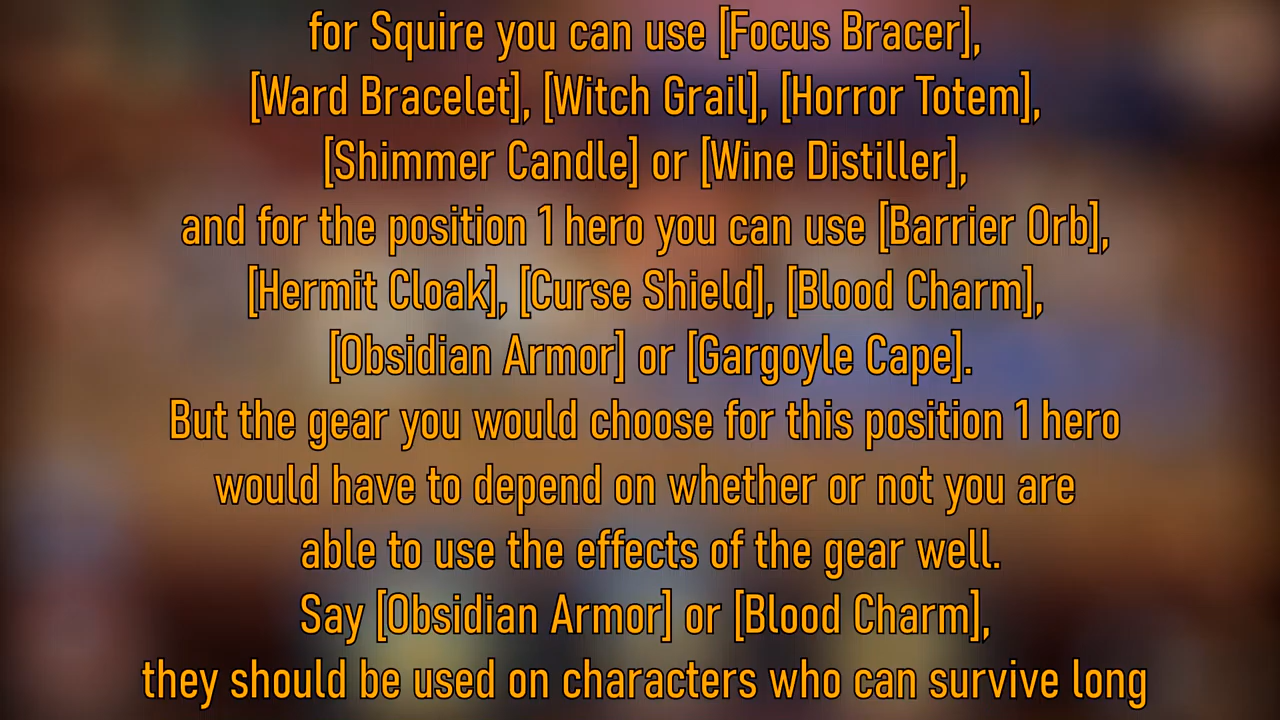 for Squire you can use [Focus Bracer],
[Ward Bracelet], [Witch Grail], [Horror Totem],
[Shimmer Candle] or [Wine Distiller],
and for the position 1 hero you can use [Barrier Orb],
[Hermit Cloak], [Curse Shield], [Blood Charm],
[Obsidian Armor] or [Gargoyle Cape].
But the gear you would choose for this position 1 hero
would have to depend on whether or not you are
able to use the effects of the gear well.
Say [Obsidian Armor] or [Blood Charm],
they should be used on characters who can survive long